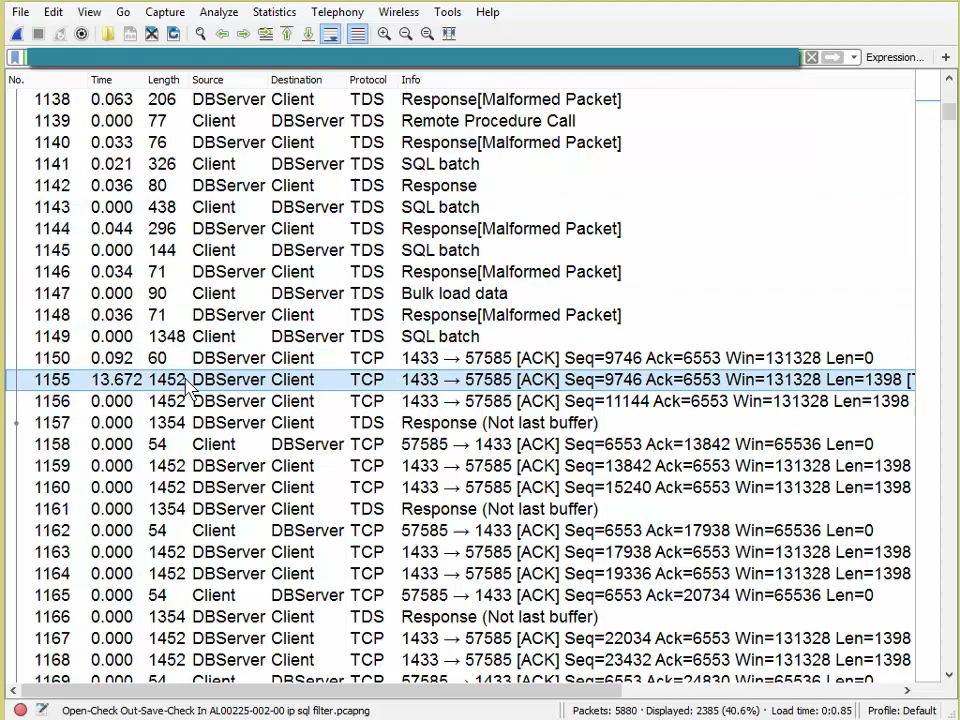 File Edit View Go Capture Analyze Statistics Telephony Wireless Tools Help
Expression... +
No. Time Length Source Destination Protocol Info
1138 0.063 206 DBServer Client TDS Response[Malformed Packet]
1139 0.000 77 Client DBServer TDS Remote Procedure Call
1140 0.033 76 DBServer Client TDS Response[Malformed Packet]
1141 0.021 326 Client DBServer TDS SQL batch
1142 0.036 80 DBServer Client TDS Response
1143 0.000 438 Client DBServer TDS SQL batch
1144 0.044 296 DBServer Client TDS Response[Malformed Packet]
1145 0.000 144 Client DBServer TDS SQL batch
1146 0.034 71 DBServer Client TDS Response[Malformed Packet]
1147 0.000 90 Client DBServer TDS Bulk load data
1148 0.036 71 DBServer Client TDS Response[Malformed Packet]
1149 0.000 1348 Client DBServer TDS SQL batch
1150 0.092 60 DBServer Client TCP 1433 → 57585 [ACK] Seq=9746 Ack=6553 Win=131328 Len=0
1155 13.672 1452 DBServer Client TCP 1433 → 57585 [ACK] Seq=9746 Ack=6553 Win=131328 Len=1398 [
1156 0.000 1452 DBServer Client TCP 1433 → 57585 [ACK] Seq=11144 Ack=6553 Win=131328 Len=1398
1157 0.000 1354 DBServer Client TDS Response (Not last buffer)
1158 0.000 54 Client DBServer TCP 57585 → 1433 [ACK] Seq=6553 Ack=13842 Win=65536 Len=0
1159 0.000 1452 DBServer Client TCP 1433 → 57585 [ACK] Seq=13842 Ack=6553 Win=131328 Len=1398
1160 0.000 1452 DBServer Client TCP 1433 → 57585 [ACK] Seq=15240 Ack=6553 Win=131328 Len=1398
1161 0.000 1354 DBServer Client TDS Response (Not last buffer)
1162 0.000 54 Client DBServer TCP 57585 → 1433 [ACK] Seq=6553 Ack=17938 Win=65536 Len=0
1163 0.000 1452 DBServer Client TCP 1433 → 57585 [ACK] Seq=17938 Ack=6553 Win=131328 Len=1398
1164 0.000 1452 DBServer Client TCP 1433 → 57585 [ACK] Seq=19336 Ack=6553 Win=131328 Len=1398
1165 0.000 54 Client DBServer TCP 57585 → 1433 [ACK] Seq=6553 Ack=20734 Win=65536 Len=0
1166 0.000 1354 DBServer Client TDS Response (Not last buffer)
1167 0.000 1452 DBServer Client TCP 1433 → 57585 [ACK] Seq=22034 Ack=6553 Win=131328 Len=1398
1168 0.000 1452 DBServer Client TCP 1433 → 57585 [ACK] Seq=23432 Ack=6553 Win=131328 Len=1398
1169 0.000 54 Client DBServer TCP 57585 → 1433 [ACK] Seq=6553 Ack=24830 Win=65536 Len=0
Open-Check Out-Save-Check In AL00225-002-00 ip sql filter.pcapng Packets: 5880 · Displayed: 2385 (40.6%) · Load time: 0:0.85 Profile: Default